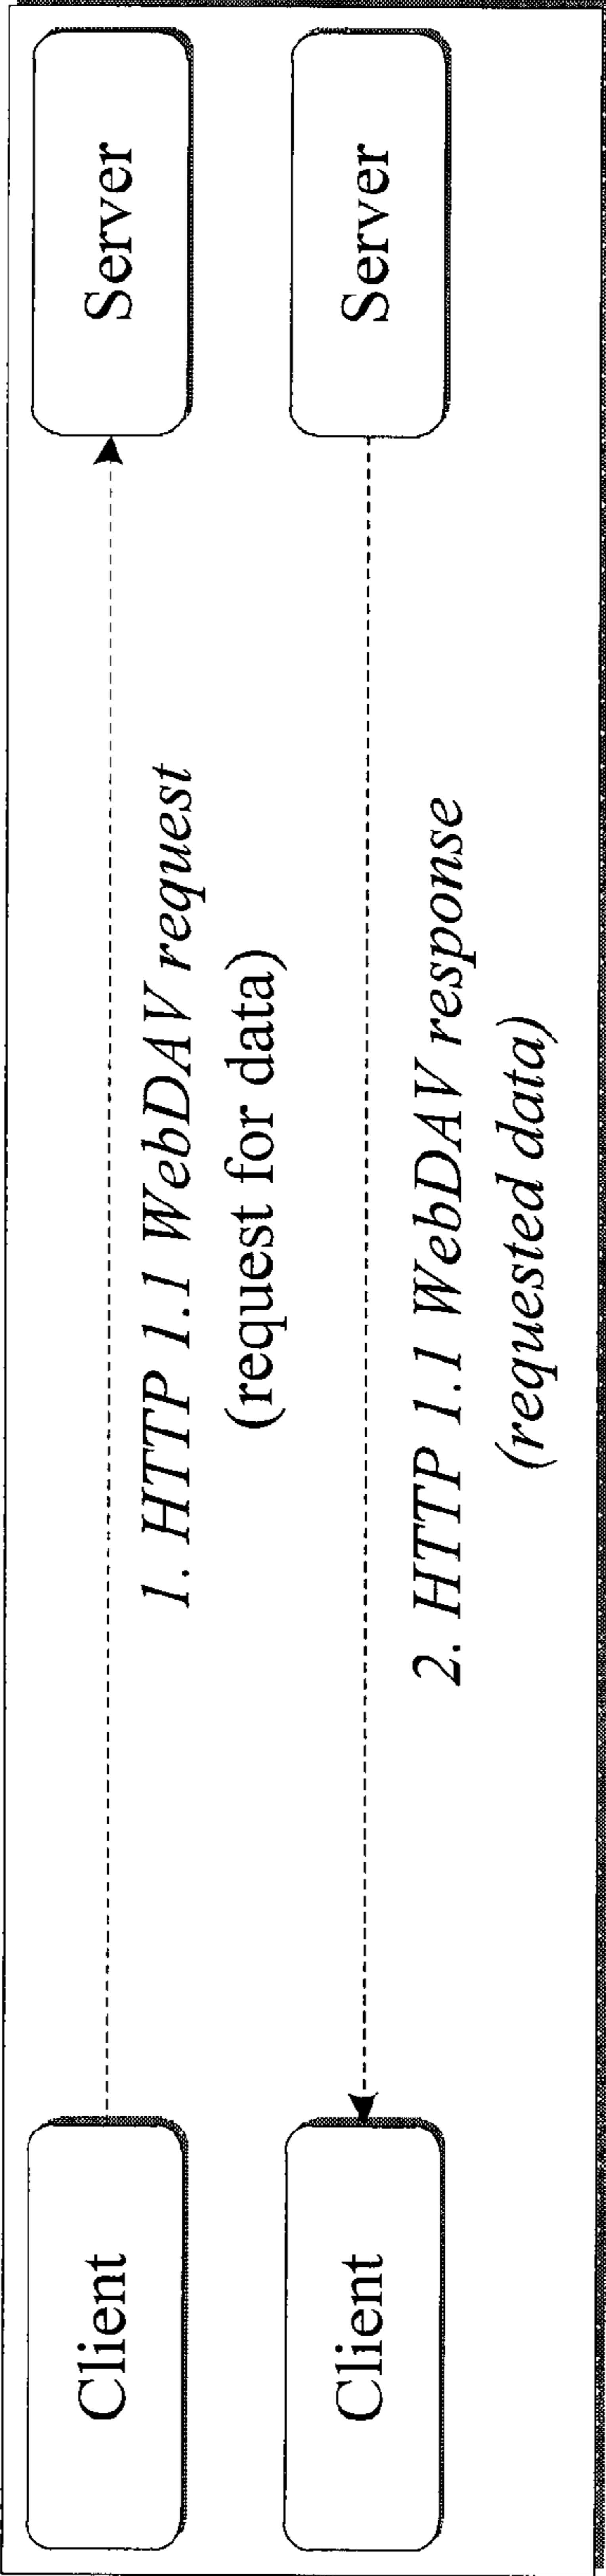 Client
Server
1. HTTP 1.1 WebDAV request
(request for data)
Client
Server
2. HTTP 1.1 WebDAV response
(requested data)